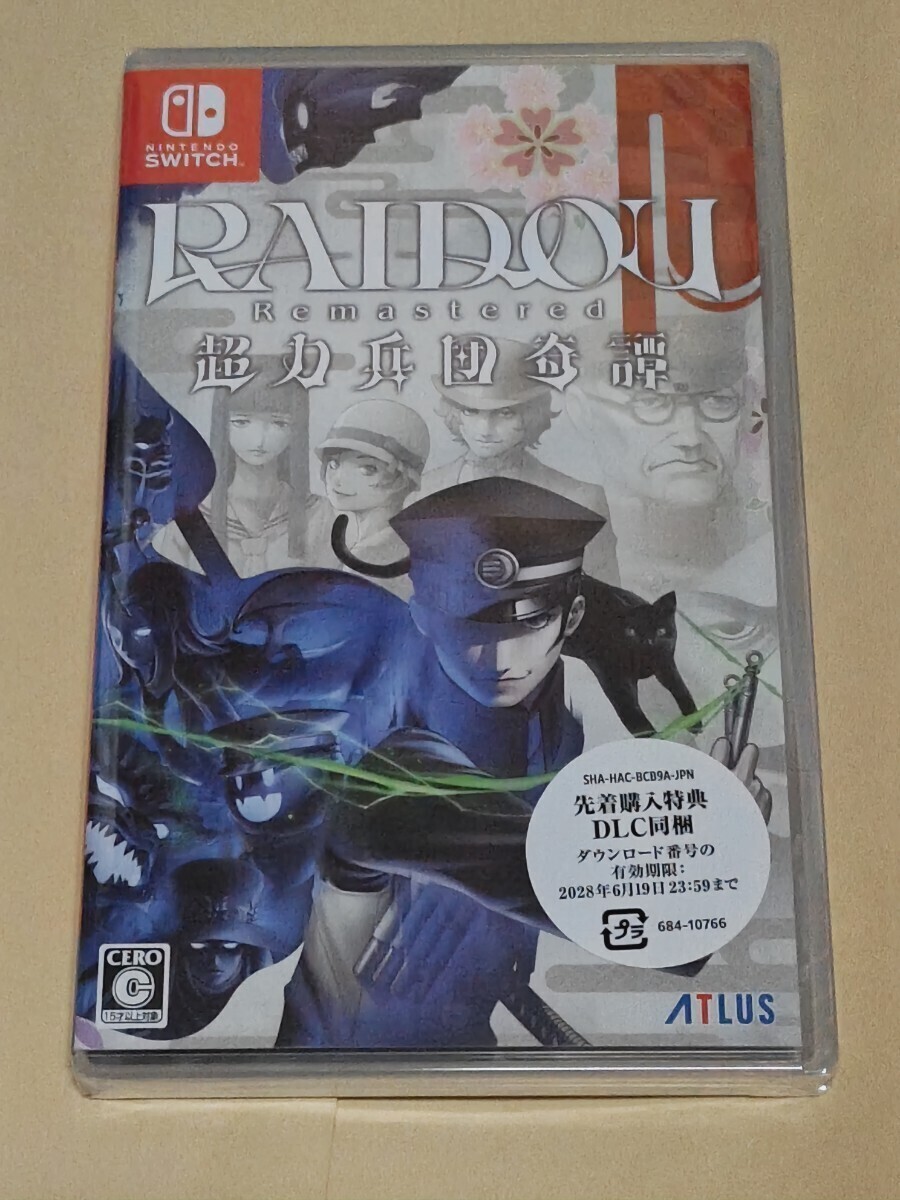 NINTENDO
SWITCH
RAIDOU
Remastered
超力兵団奇譚
SHA-HAC-BCD9A-JPN
先着購入特典
DLC同梱
ダウンロード番号の
有効期限:
2028年6月19日 23:59まで
プラ 684-10766
CERO
C
15才以上対象
ATLUS